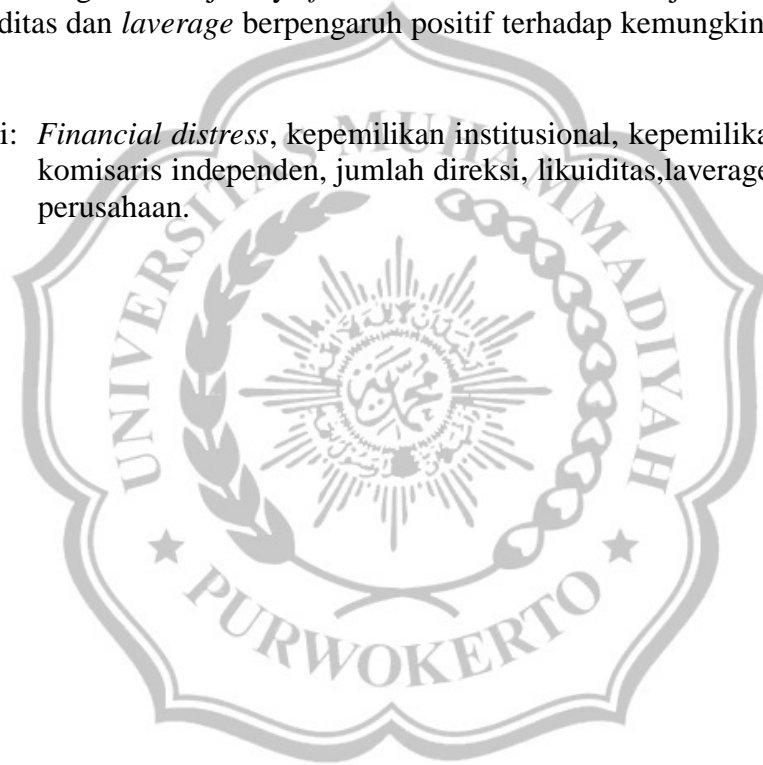 ditas dan laverage berpengaruh positif terhadap kemungkin
i: Financial distress, kepemilikan institusional, kepemilika
komisaris independen, jumlah direksi, likuiditas,laverage
perusahaan.
UNIVERSITAS MUHAMMADIYAH
PURWOKERTO